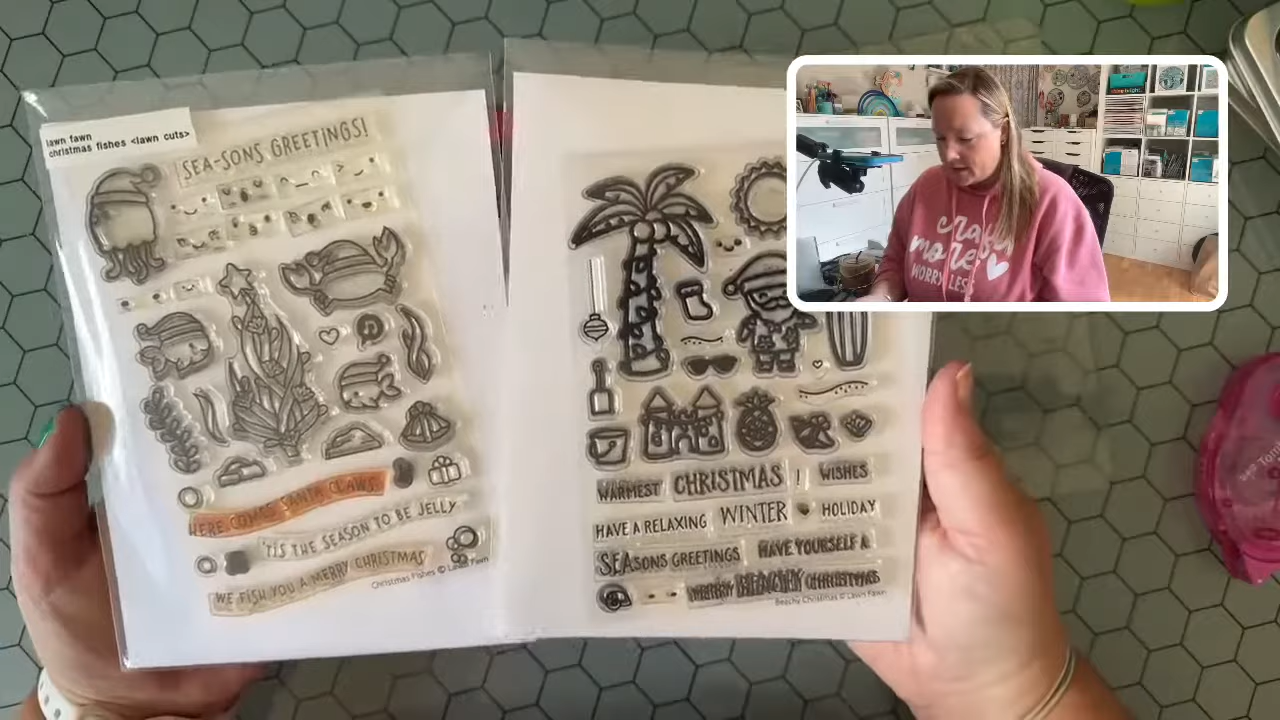 lawn fawn
christmas fishes <lawn cuts>
SEA-SONS GREETINGS!
HERE COMES SANTA CLAWS
'TIS THE SEASON TO BE JELLY
WE FISH YOU A MERRY CHRISTMAS
Christmas Fishes © Lawn Fawn
WARMEST CHRISTMAS ! WISHES
HAVE A RELAXING WINTER HOLIDAY
SEASONS GREETINGS HAVE YOURSELF A
MERRY BEACHY CHRISTMAS
Beachy Christmas © Lawn Fawn
craft
more
WORRY LESS